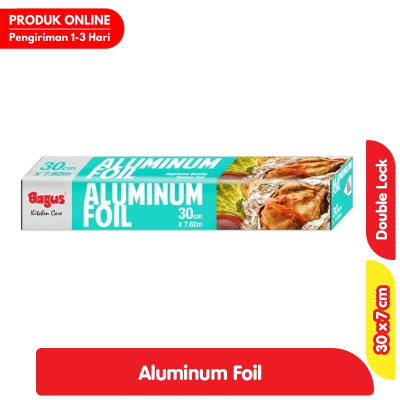 PRODUK ONLINE
Pengiriman 1-3 Hari
30cm
x 7.62m
ALUMINUM
FOIL
Bagus
Kitchen Care
ALUMINUM
FOIL
30cm
x 7.62m
Double Lock
30 x 7 cm
Aluminum Foil